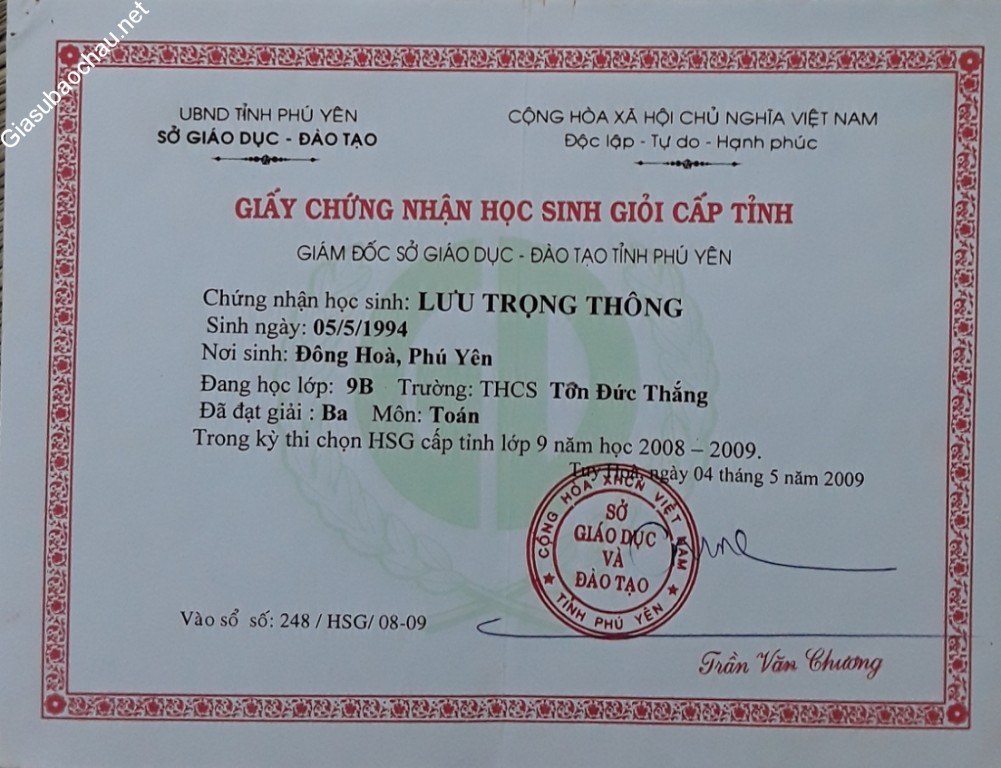 Giasubaochau.net
UBND TỈNH PHÚ YÊN
SỞ GIÁO DỤC - ĐÀO TẠO
CỘNG HÒA XÃ HỘI CHỦ NGHĨA VIỆT NAM
Độc lập - Tự do - Hạnh phúc
GIẤY CHỨNG NHẬN HỌC SINH GIỎI CẤP TỈNH
GIÁM ĐỐC SỞ GIÁO DỤC - ĐÀO TẠO TỈNH PHÚ YÊN
Chứng nhận học sinh: LƯU TRỌNG THÔNG
Sinh ngày: 05/5/1994
Nơi sinh: Đông Hoà, Phú Yên
Đang học lớp: 9B Trường: THCS Tôn Đức Thắng
Đã đạt giải : Ba Môn: Toán
Trong kỳ thi chọn HSG cấp tỉnh lớp 9 năm học 2008 – 2009.
Tuy Hoà, ngày 04 tháng 5 năm 2009
CỘNG HÒA XHCN VIỆT NAM
SỞ
GIÁO DỤC
VÀ
ĐÀO TẠO
TỈNH PHÚ YÊN
Vào sổ số: 248 / HSG/ 08-09
Trần Văn Chương